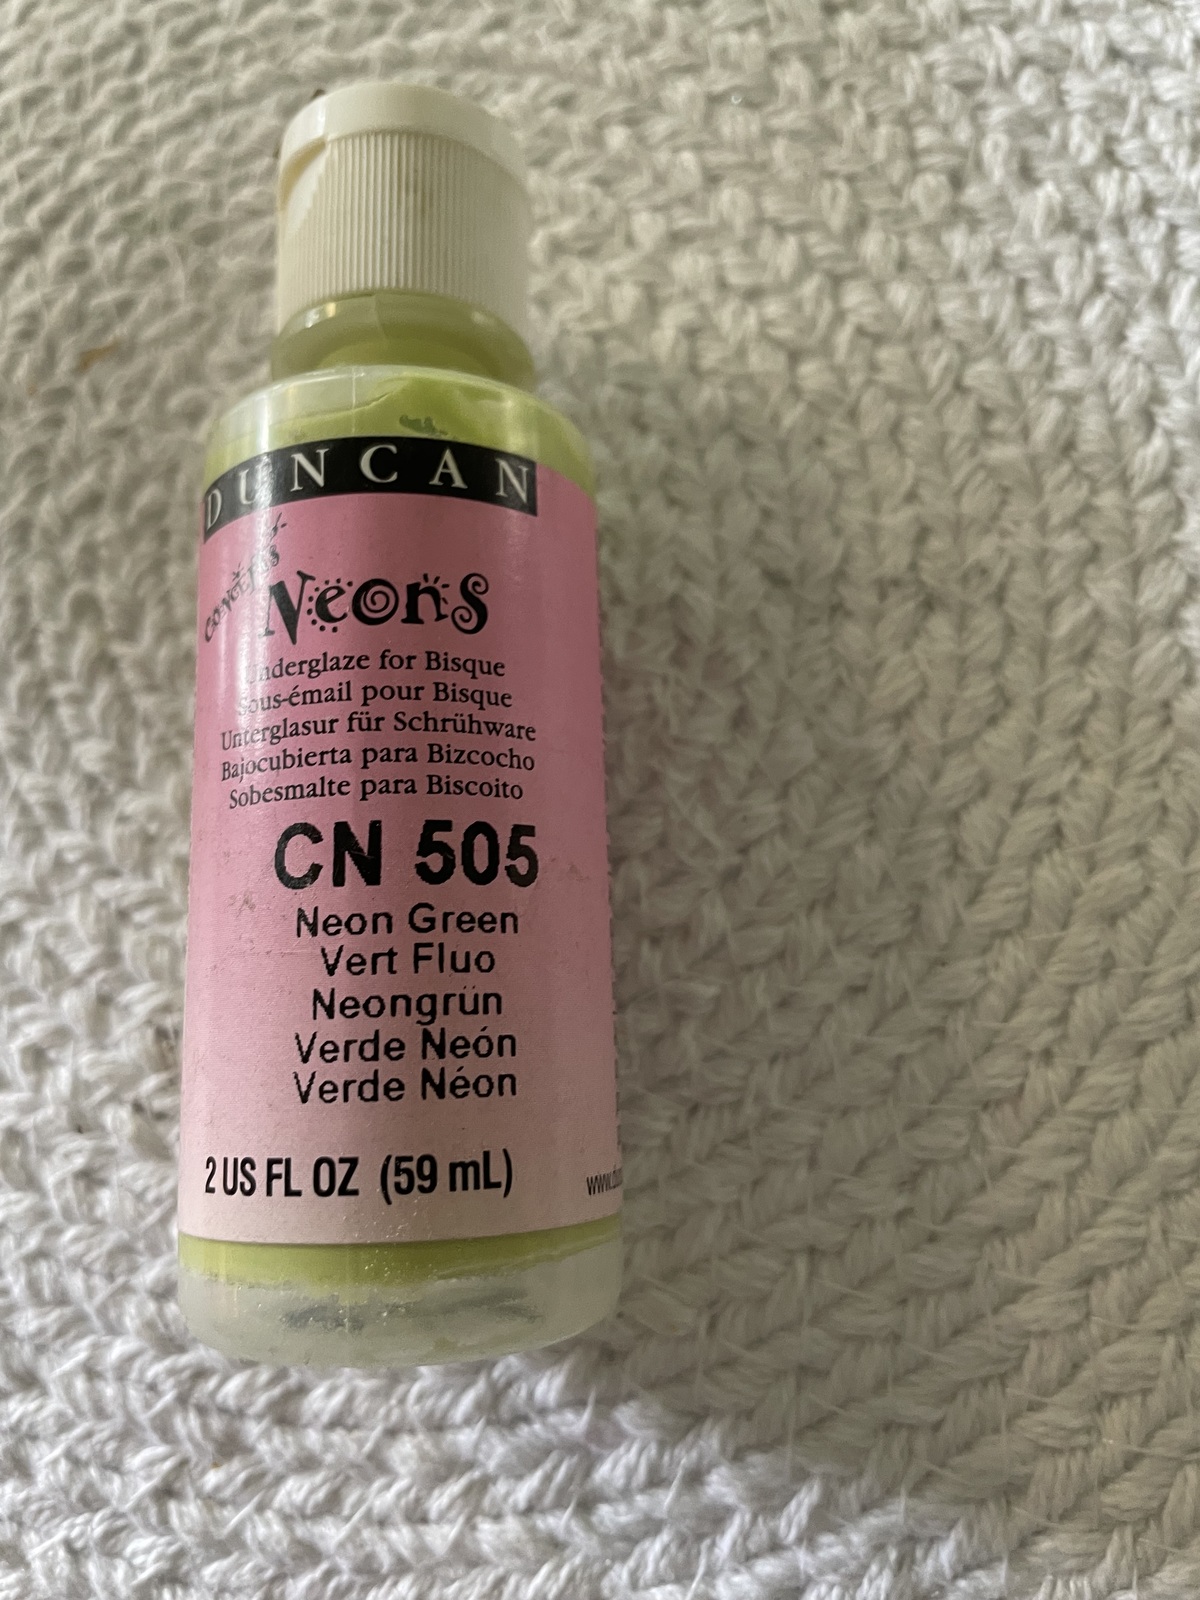 DUNCAN
Concepts
Neons
Underglaze for Bisque
Sous-émail pour Bisque
Unterglasur für Schrühware
Bajocubierta para Bizcocho
Sobesmalte para Biscoito
CN 505
Neon Green
Vert Fluo
Neongrün
Verde Neón
Verde Néon
2 US FL OZ (59 mL)